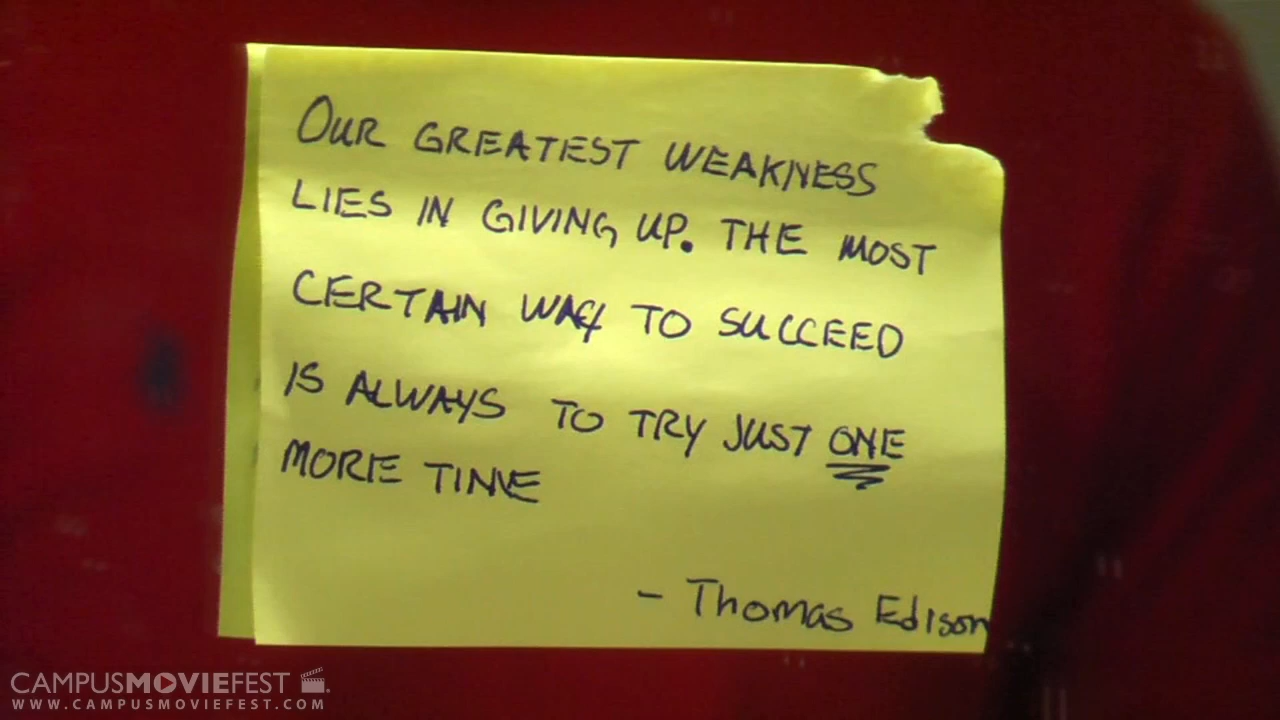 OUR GREATEST WEAKNESS
LIES IN GIVING UP. THE MOST
CERTAIN WAY TO SUCCEED
IS ALWAYS TO TRY JUST ONE
MORE TIME
- Thomas Edison
CAMPUSMOVIEFEST
WWW.CAMPUSMOVIEFEST.COM